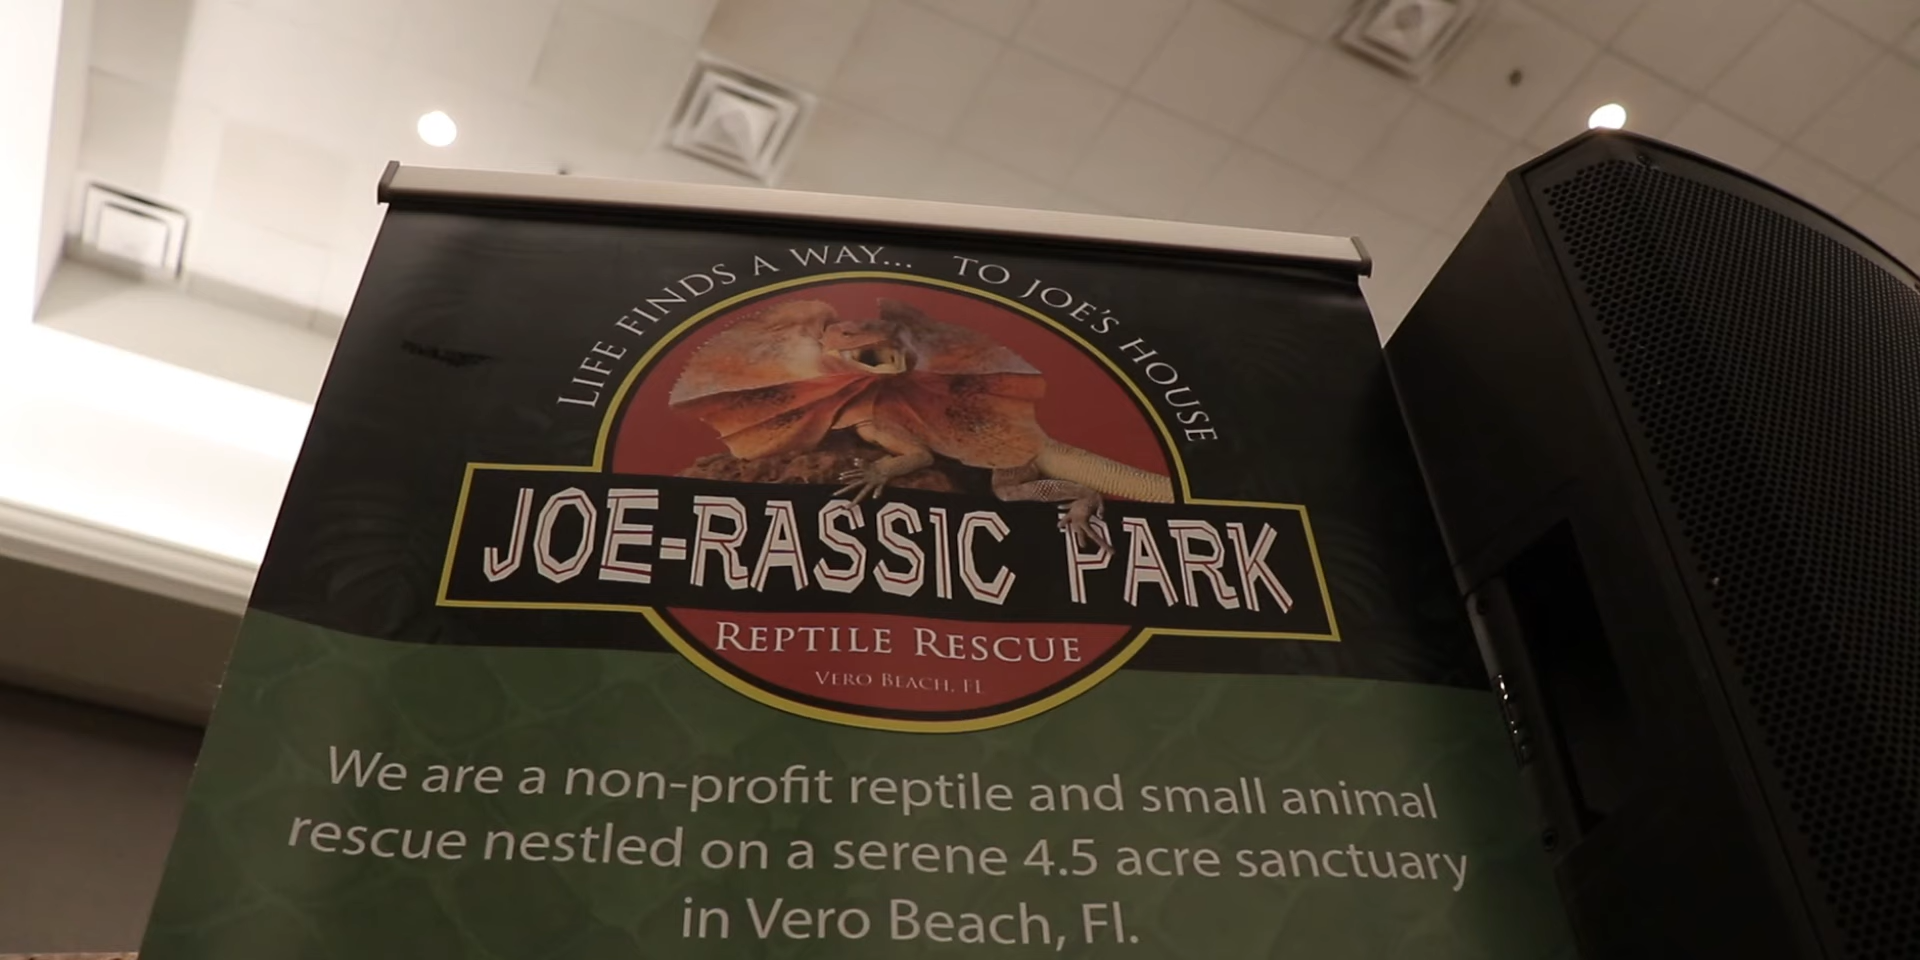 LIFE FINDS A WAY... TO JOE'S HOUSE
JOE-RASSIC PARK
REPTILE RESCUE
VERO BEACH, FL
We are a non-profit reptile and small animal
rescue nestled on a serene 4.5 acre sanctuary
in Vero Beach, Fl.